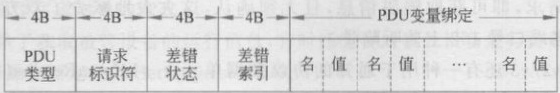 4B 4B 4B 4B PDU变量绑定
PDU 请求 差错 差错 名 值 名 值 … 名 值
类型 标识符 状态 索引